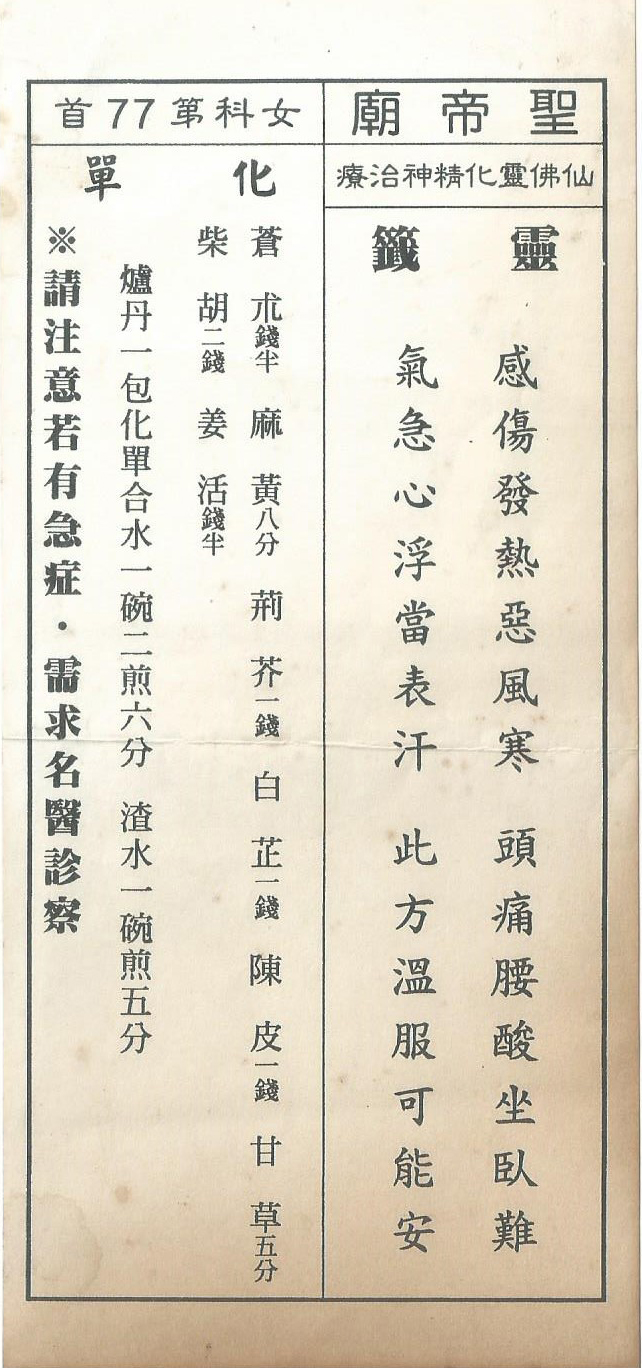 聖帝廟
仙佛靈化精神治療
靈籤
感傷發熱惡風寒 頭痛腰酸坐臥難
氣急心浮當表汗 此方溫服可能安
女科第77首
化單
蒼朮錢半 麻黃八分 荊芥一錢 白芷一錢 陳皮一錢 甘草五分
柴胡二錢 姜活錢半
爐丹一包化單合水一碗二煎六分 渣水一碗煎五分
※請注意若有急症・需求名醫診察